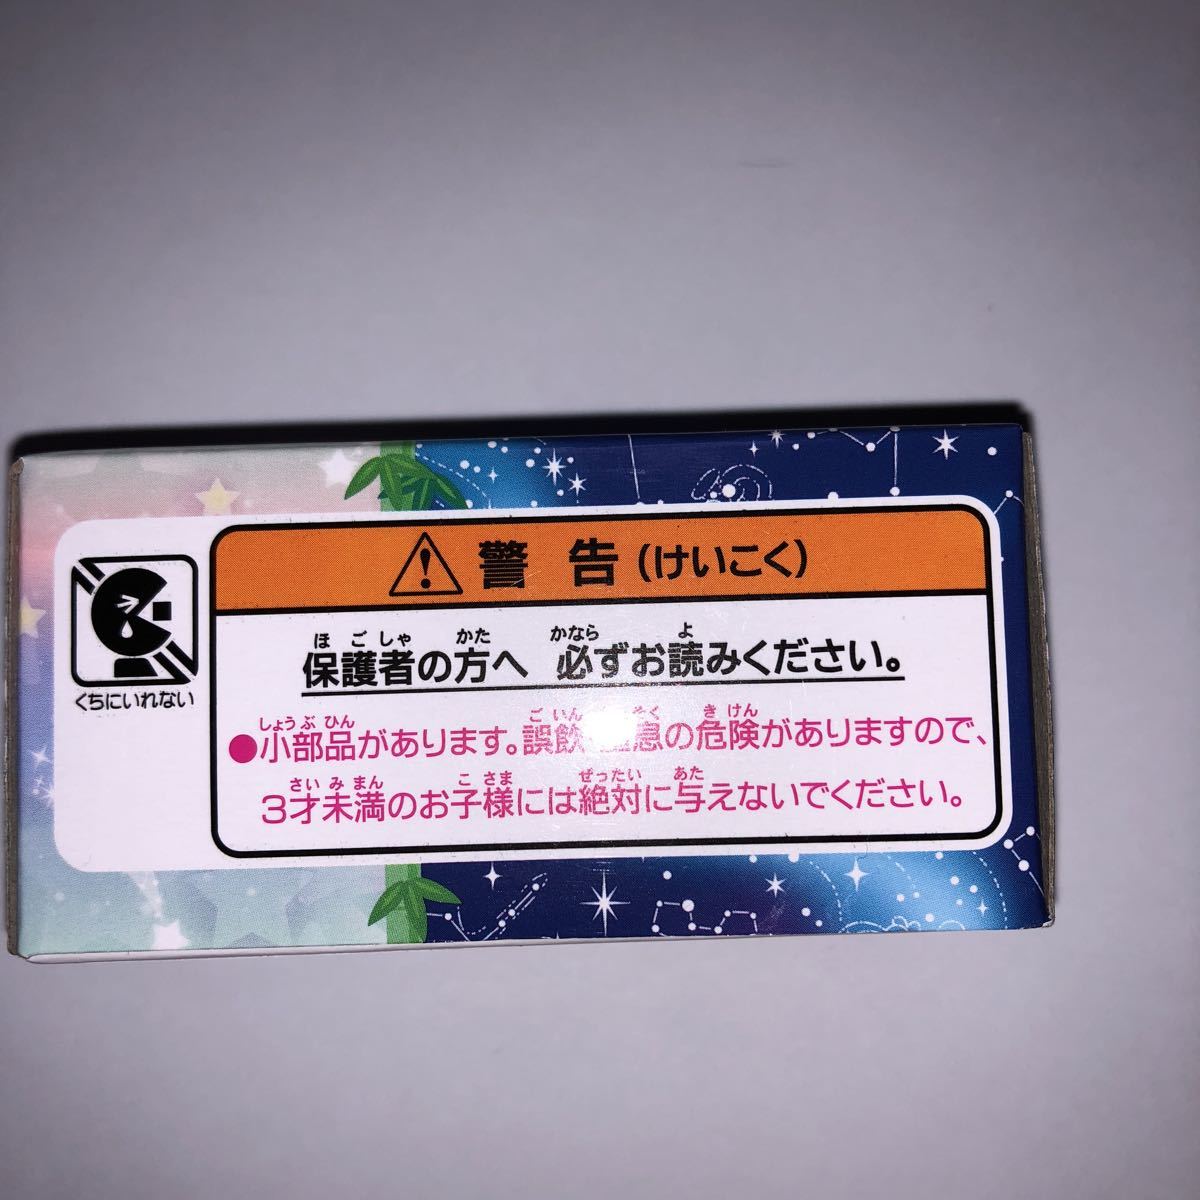 警告(けいこく)
ほごしゃ かた かなら よ
保護者の方へ 必ずお読みください。
くちにいれない
しょうぶひん ごいん そく きけん
●小部品があります。誤飲 息の危険がありますので、
さいみまん こさま ぜったい あた
3才未満のお子様には絶対に与えないでください。